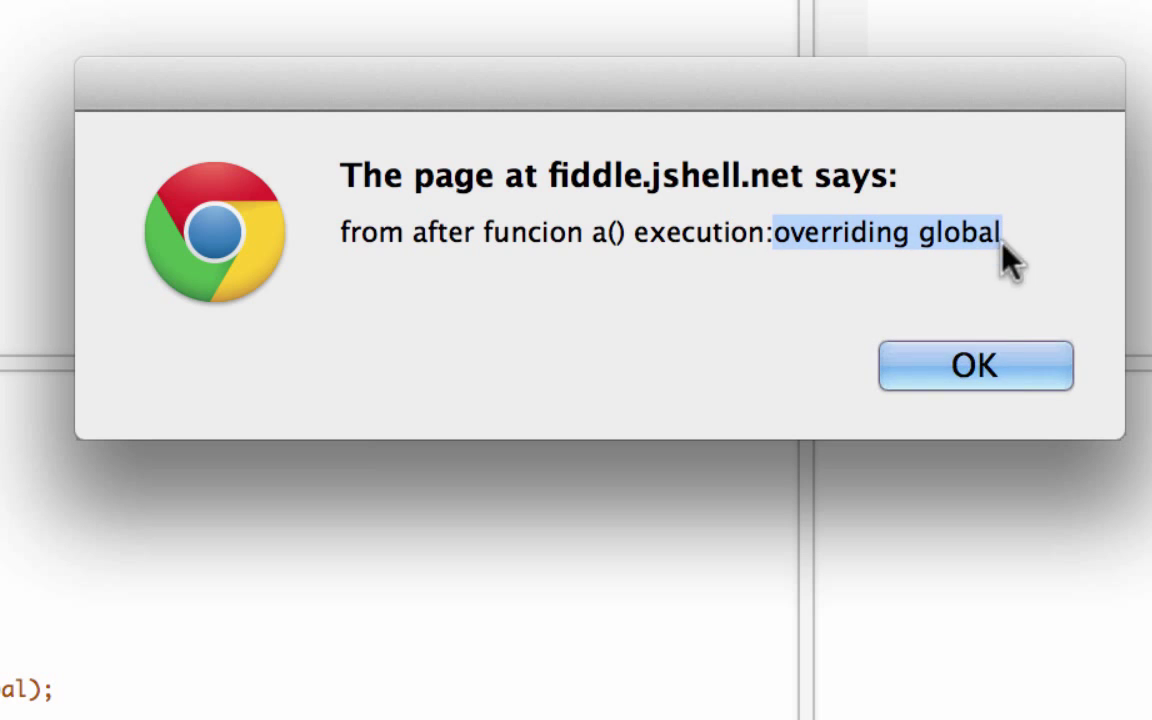 The page at fiddle.jshell.net says:
from after funcion a() execution:overriding global
OK
al);